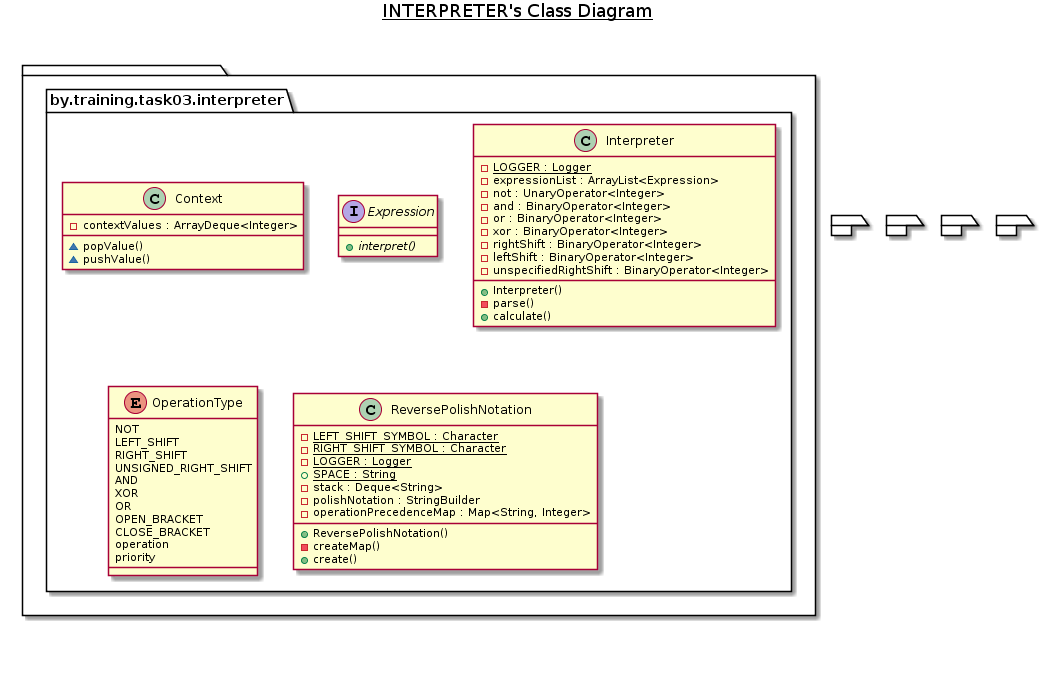 INTERPRETER's Class Diagram
by.training.task03.interpreter
C Context
contextValues : ArrayDeque<Integer>
popValue()
pushValue()
I Expression
interpret()
C Interpreter
LOGGER : Logger
expressionList : ArrayList<Expression>
not : UnaryOperator<Integer>
and : BinaryOperator<Integer>
or : BinaryOperator<Integer>
xor : BinaryOperator<Integer>
rightShift : BinaryOperator<Integer>
leftShift : BinaryOperator<Integer>
unspecifiedRightShift : BinaryOperator<Integer>
Interpreter()
parse()
calculate()
E OperationType
NOT
LEFT_SHIFT
RIGHT_SHIFT
UNSIGNED_RIGHT_SHIFT
AND
XOR
OR
OPEN_BRACKET
CLOSE_BRACKET
operation
priority
C ReversePolishNotation
LEFT_SHIFT_SYMBOL : Character
RIGHT_SHIFT_SYMBOL : Character
LOGGER : Logger
SPACE : String
stack : Deque<String>
polishNotation : StringBuilder
operationPrecedenceMap : Map<String, Integer>
ReversePolishNotation()
createMap()
create()